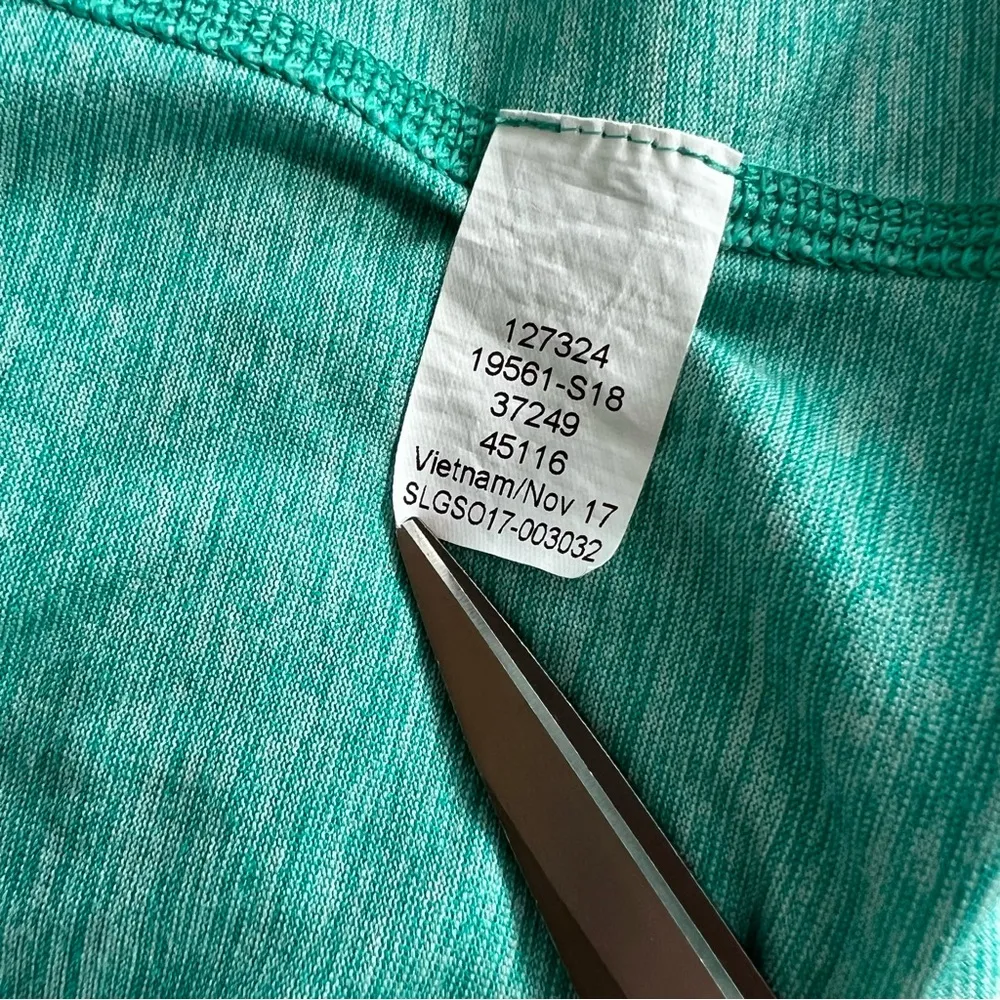 127324
19561-S18
37249
45116
Vietnam/Nov 17
SLGSO17-003032